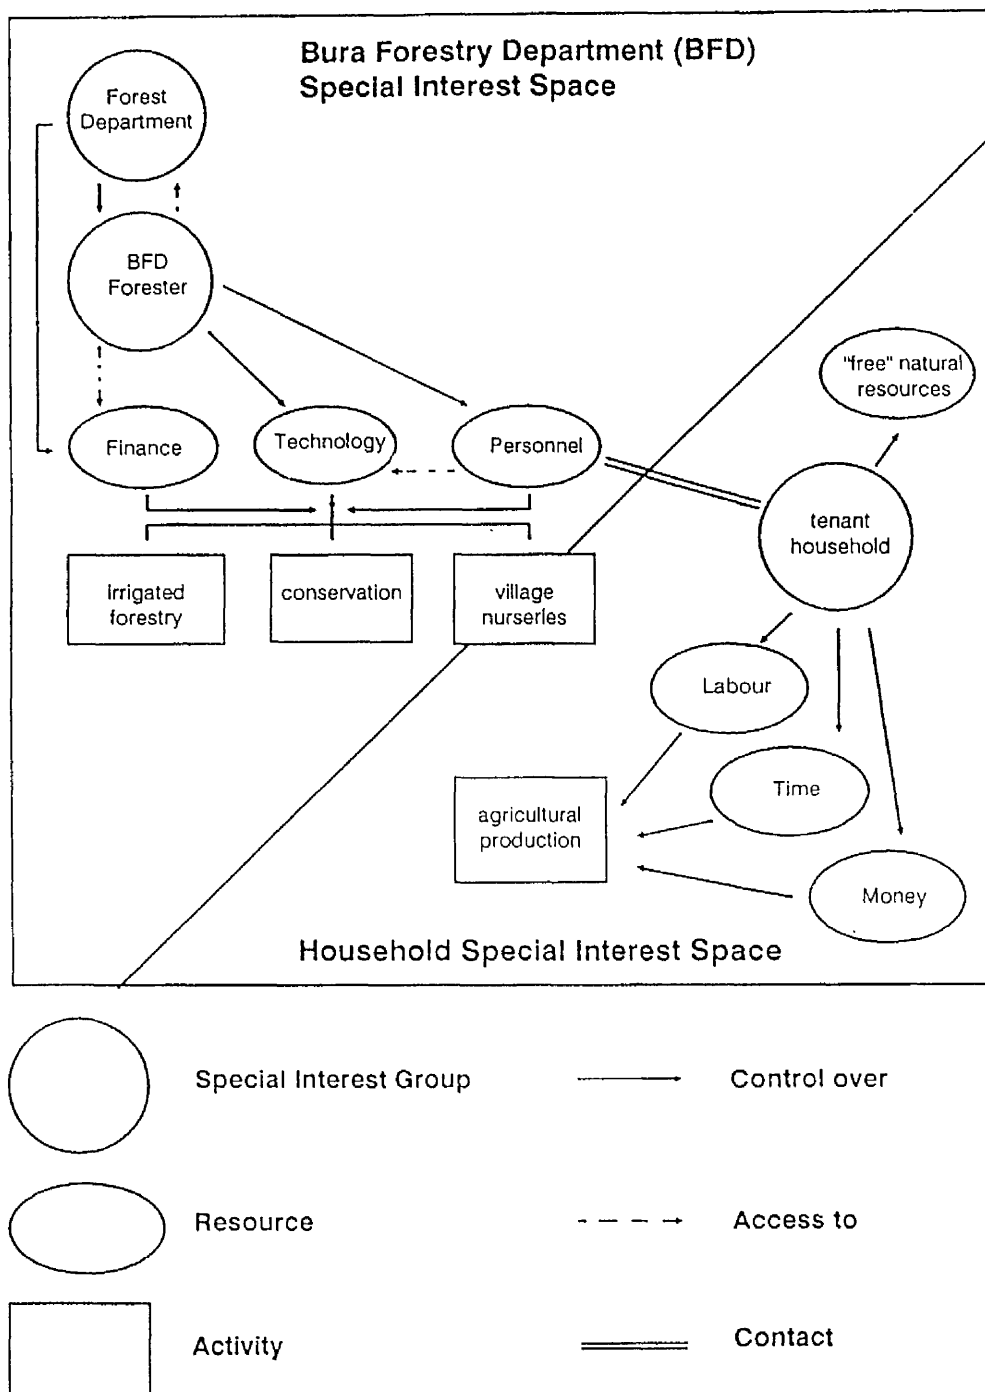 Bura Forestry Department (BFD)
Special Interest Space
Forest
Department
BFD
Forester
Finance
Technology
Personnel
"free" natural
resources
tenant
household
irrigated
forestry
conservation
village
nurseries
Labour
Time
agricultural
production
Money
Household Special Interest Space
Special Interest Group
Control over
Resource
Access to
Activity
Contact